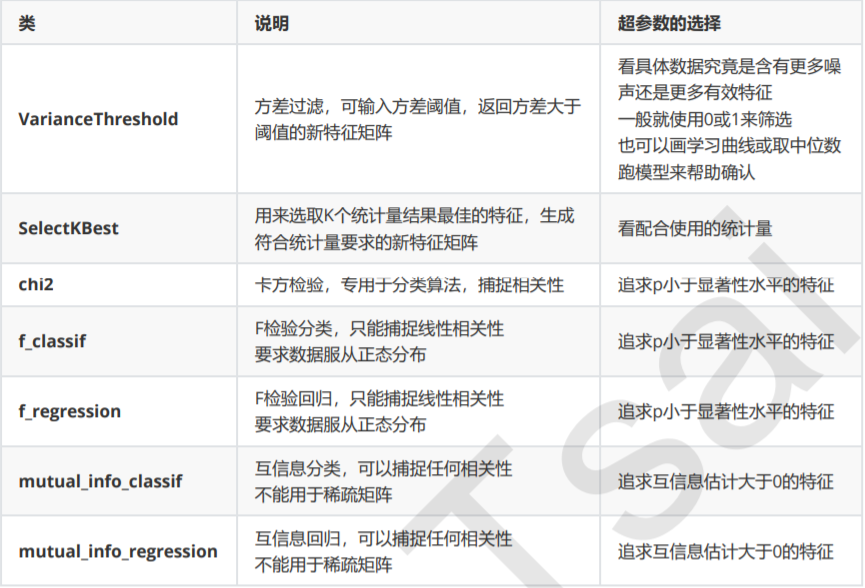 类
说明
超参数的选择
VarianceThreshold
方差过滤，可输入方差阈值，返回方差大于
阈值的新特征矩阵
看具体数据究竟是含有更多噪
声还是更多有效特征
一般就使用0或1来筛选
也可以画学习曲线或取中位数
跑模型来帮助确认
SelectKBest
用来选取K个统计量结果最佳的特征，生成
符合统计量要求的新特征矩阵
看配合使用的统计量
chi2
卡方检验，专用于分类算法，捕捉相关性
追求p小于显著性水平的特征
f_classif
F检验分类，只能捕捉线性相关性
要求数据服从正态分布
追求p小于显著性水平的特征
f_regression
F检验回归，只能捕捉线性相关性
要求数据服从正态分布
追求p小于显著性水平的特征
mutual_info_classif
互信息分类，可以捕捉任何相关性
不能用于稀疏矩阵
追求互信息估计大于0的特征
mutual_info_regression
互信息回归，可以捕捉任何相关性
不能用于稀疏矩阵
追求互信息估计大于0的特征
Tsai